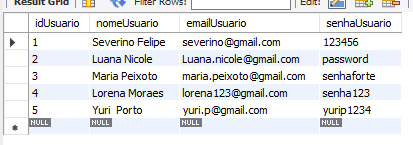 Result Grid Filter Rows: Edit:
idUsuario nomeUsuario emailUsuario senhaUsuario
1 Severino Felipe severino@gmail.com 123456
2 Luana Nicole luana.nicole@gmail.com password
3 Maria Peixoto maria.peixoto@gmail.com senhaforte
4 Lorena Moraes lorena123@gmail.com senha123
5 Yuri Porto yuri.p@gmail.com yurip1234
NULL NULL NULL NULL